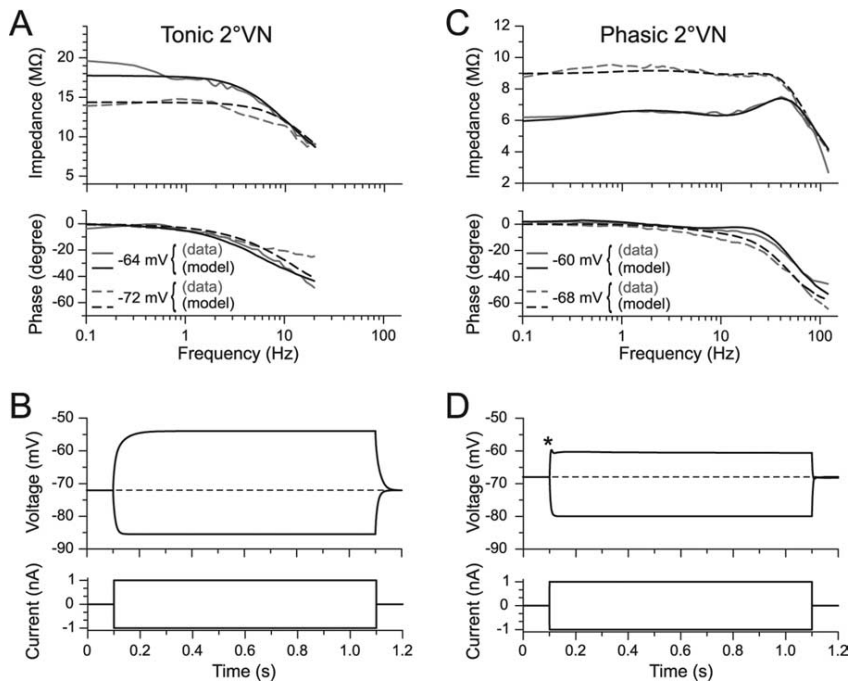 A
Tonic 2°VN
Impedance (MΩ)
20
15
10
5
Phase (degree)
0
-20
-40
-60
-64 mV { (data)
(model)
-72 mV { (data)
(model)
0.1
1
10
100
Frequency (Hz)
C
Phasic 2°VN
Impedance (MΩ)
12
10
8
6
4
2
Phase (degree)
0
-20
-40
-60
-60 mV { (data)
(model)
-68 mV { (data)
(model)
0.1
1
10
100
Frequency (Hz)
B
Voltage (mV)
-50
-60
-70
-80
-90
Current (nA)
1
0
-1
0
0.2
0.4
0.6
0.8
1.0
1.2
Time (s)
D
*
Voltage (mV)
-50
-60
-70
-80
-90
Current (nA)
1
0
-1
0
0.2
0.4
0.6
0.8
1.0
1.2
Time (s)